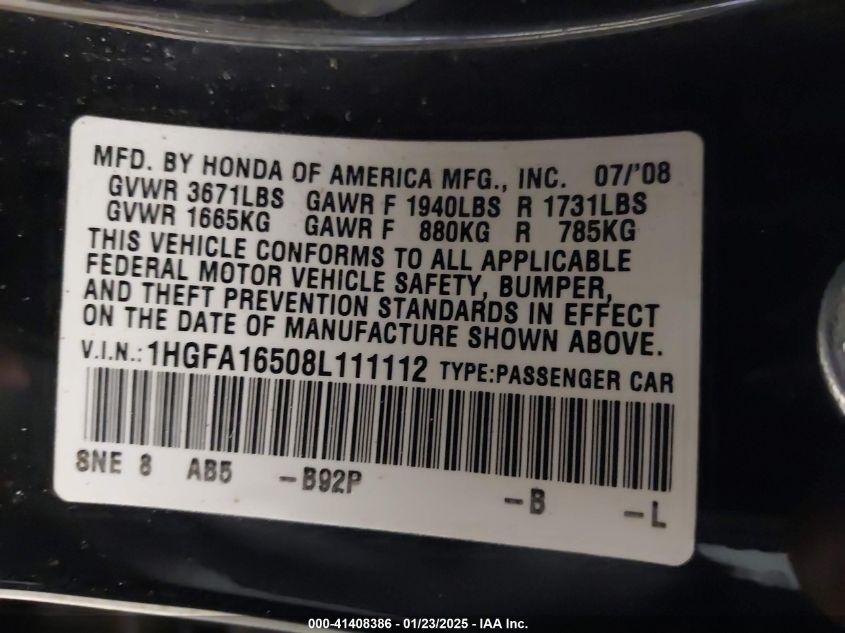 MFD. BY HONDA OF AMERICA MFG., INC. 07/'08
GVWR 3671LBS GAWR F 1940LBS R 1731LBS
GVWR 1665KG GAWR F 880KG R 785KG
THIS VEHICLE CONFORMS TO ALL APPLICABLE
FEDERAL MOTOR VEHICLE SAFETY, BUMPER,
AND THEFT PREVENTION STANDARDS IN EFFECT
ON THE DATE OF MANUFACTURE SHOWN ABOVE.
V.I.N.: 1HGFA16508L111112 TYPE:PASSENGER CAR
SNE 8 AB5 -B92P -B -L
000-41408386 - 01/23/2025 - IAA Inc.